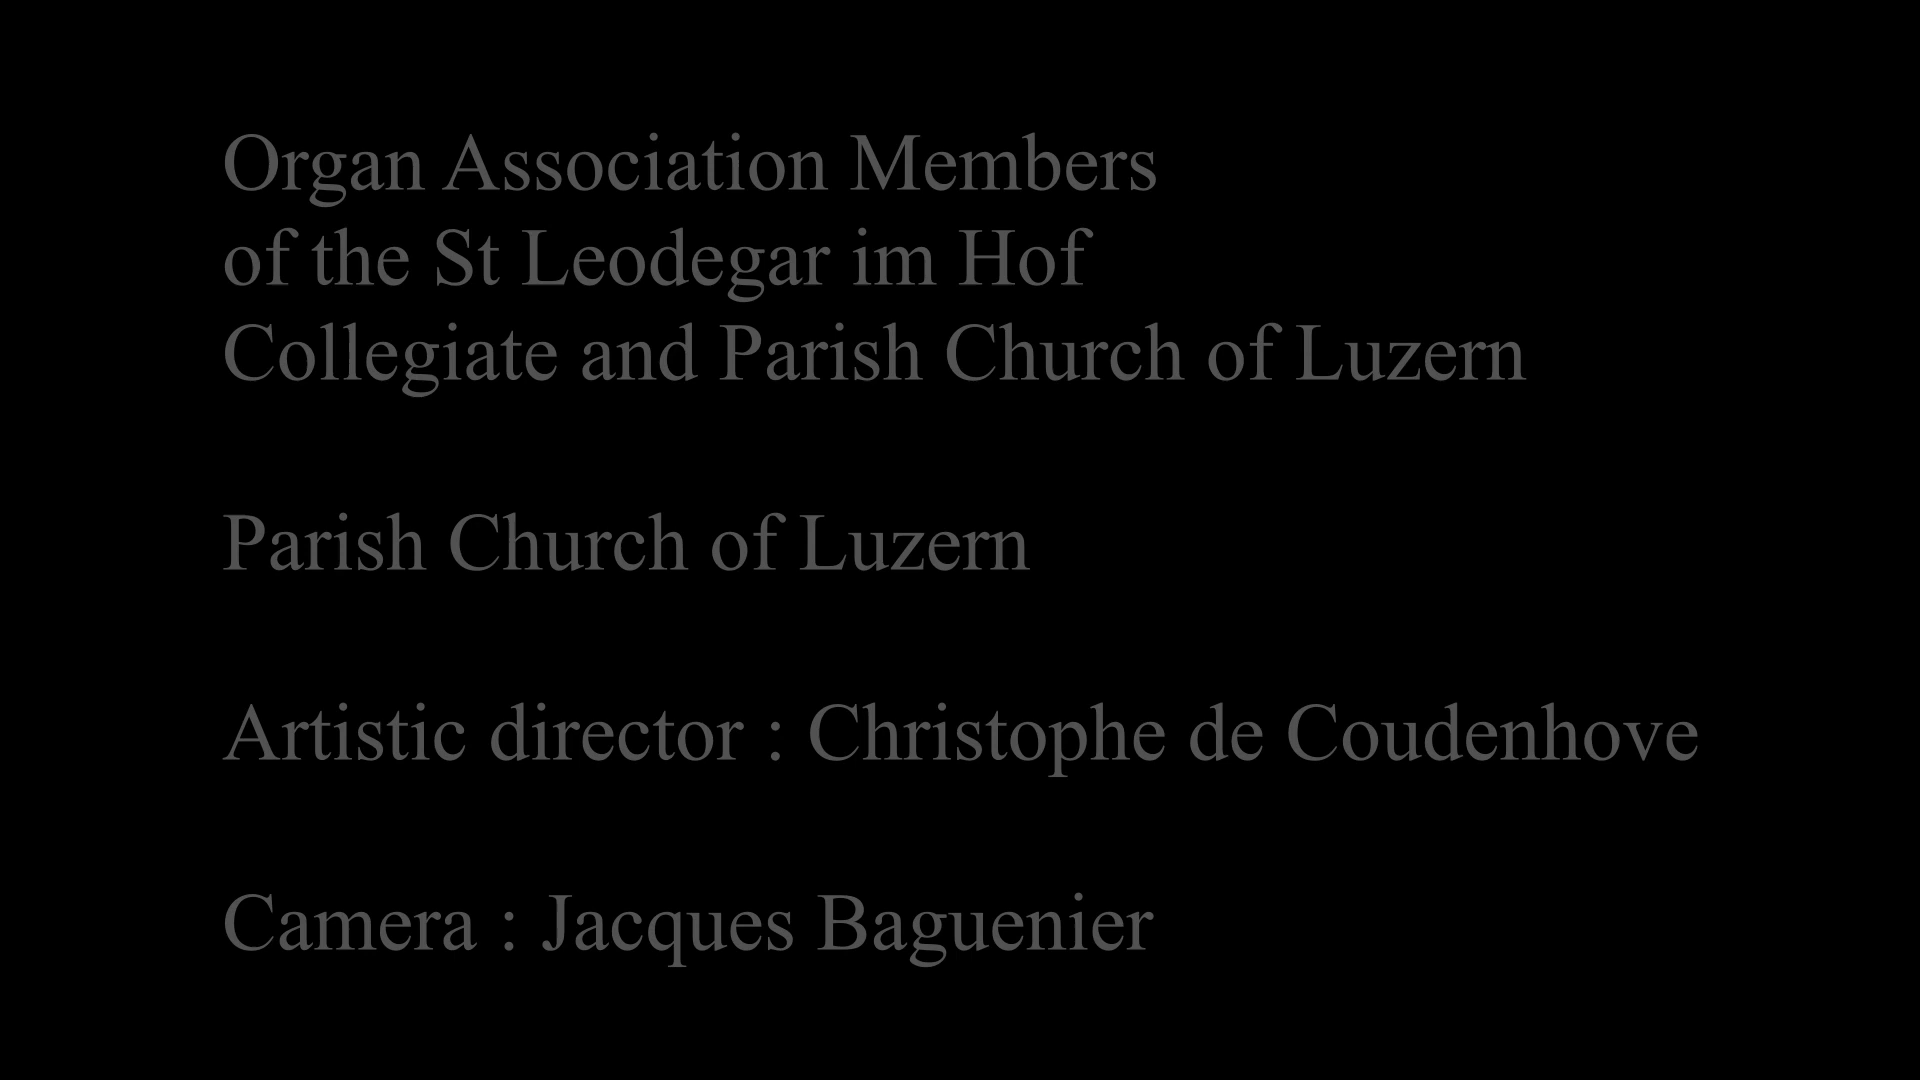 Organ Association Members
of the St Leodegar im Hof
Collegiate and Parish Church of Luzern
Parish Church of Luzern
Artistic director : Christophe de Coudenhove
Camera : Jacques Baguenier